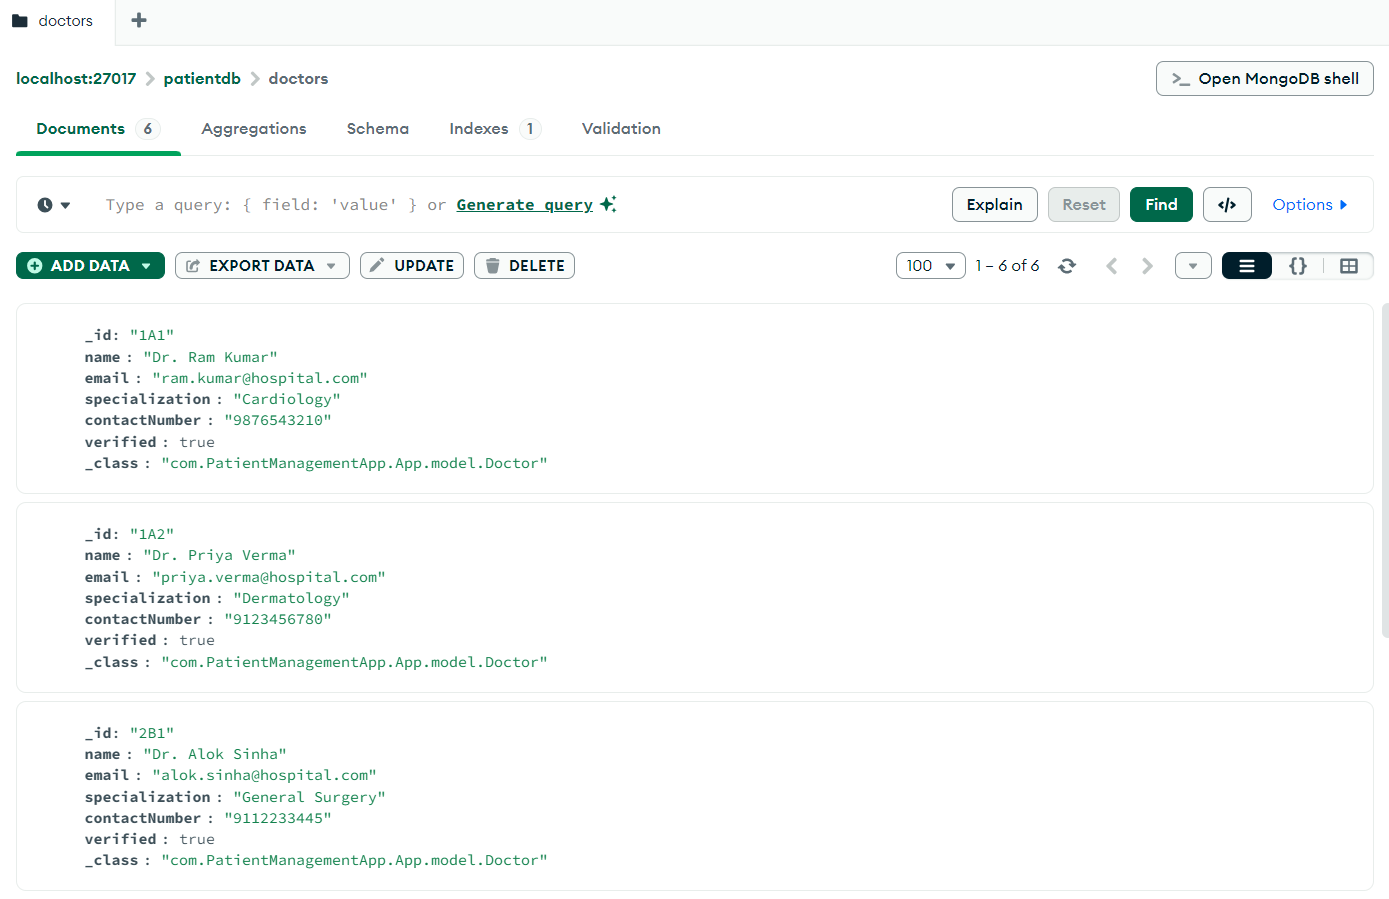 doctors
localhost:27017 patientdb doctors
>_ Open MongoDB shell
Documents 6 Aggregations Schema Indexes 1 Validation
Type a query: { field: 'value' } or Generate query
Explain Reset Find </> Options
ADD DATA EXPORT DATA UPDATE DELETE
100 1 – 6 of 6 {}
_id: "1A1"
name : "Dr. Ram Kumar"
email : "ram.kumar@hospital.com"
specialization : "Cardiology"
contactNumber : "9876543210"
verified : true
_class : "com.PatientManagementApp.App.model.Doctor"
_id: "1A2"
name : "Dr. Priya Verma"
email : "priya.verma@hospital.com"
specialization : "Dermatology"
contactNumber : "9123456780"
verified : true
_class : "com.PatientManagementApp.App.model.Doctor"
_id: "2B1"
name : "Dr. Alok Sinha"
email : "alok.sinha@hospital.com"
specialization : "General Surgery"
contactNumber : "9112233445"
verified : true
_class : "com.PatientManagementApp.App.model.Doctor"